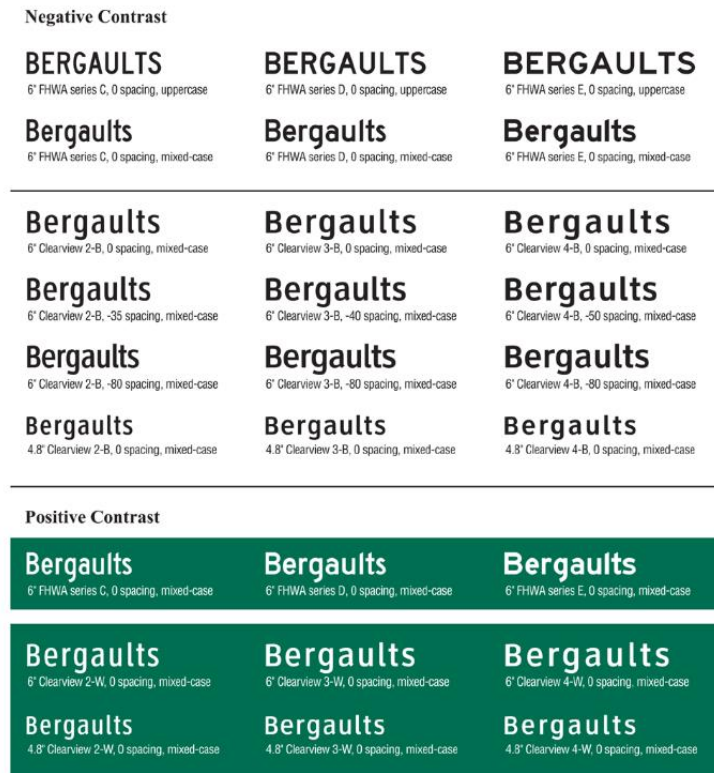 Negative Contrast
BERGAULTS BERGAULTS BERGAULTS
6" FHWA series C, 0 spacing, uppercase 6" FHWA series D, 0 spacing, uppercase 6" FHWA series E, 0 spacing, uppercase
Bergaults Bergaults Bergaults
6" FHWA series C, 0 spacing, mixed-case 6" FHWA series D, 0 spacing, mixed-case 6" FHWA series E, 0 spacing, mixed-case
Bergaults Bergaults Bergaults
6" Clearview 2-B, 0 spacing, mixed-case 6" Clearview 3-B, 0 spacing, mixed-case 6" Clearview 4-B, 0 spacing, mixed-case
Bergaults Bergaults Bergaults
6" Clearview 2-B, -35 spacing, mixed-case 6" Clearview 3-B, -40 spacing, mixed-case 6" Clearview 4-B, -50 spacing, mixed-case
Bergaults Bergaults Bergaults
6" Clearview 2-B, -80 spacing, mixed-case 6" Clearview 3-B, -80 spacing, mixed-case 6" Clearview 4-B, -80 spacing, mixed-case
Bergaults Bergaults Bergaults
4.8" Clearview 2-B, 0 spacing, mixed-case 4.8" Clearview 3-B, 0 spacing, mixed-case 4.8" Clearview 4-B, 0 spacing, mixed-case
Positive Contrast
Bergaults Bergaults Bergaults
6" FHWA series C, 0 spacing, mixed-case 6" FHWA series D, 0 spacing, mixed-case 6" FHWA series E, 0 spacing, mixed-case
Bergaults Bergaults Bergaults
6" Clearview 2-W, 0 spacing, mixed-case 6" Clearview 3-W, 0 spacing, mixed-case 6" Clearview 4-W, 0 spacing, mixed-case
Bergaults Bergaults Bergaults
4.8" Clearview 2-W, 0 spacing, mixed-case 4.8" Clearview 3-W, 0 spacing, mixed-case 4.8" Clearview 4-W, 0 spacing, mixed-case